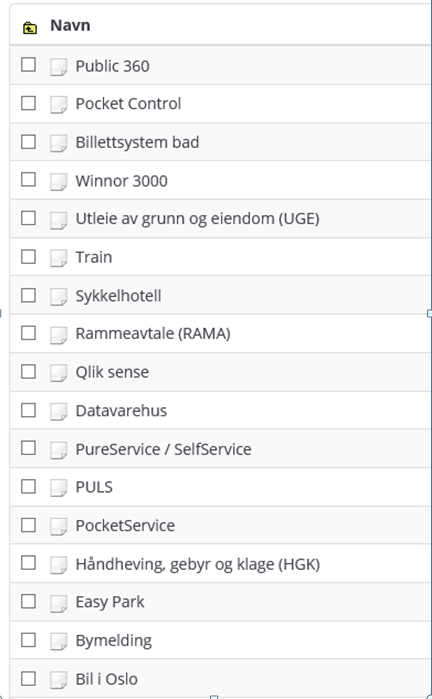 Navn
Public 360
Pocket Control
Billettsystem bad
Winnor 3000
Utleie av grunn og eiendom (UGE)
Train
Sykkelhotell
Rammeavtale (RAMA)
Qlik sense
Datavarehus
PureService / SelfService
PULS
PocketService
Håndheving, gebyr og klage (HGK)
Easy Park
Bymelding
Bil i Oslo